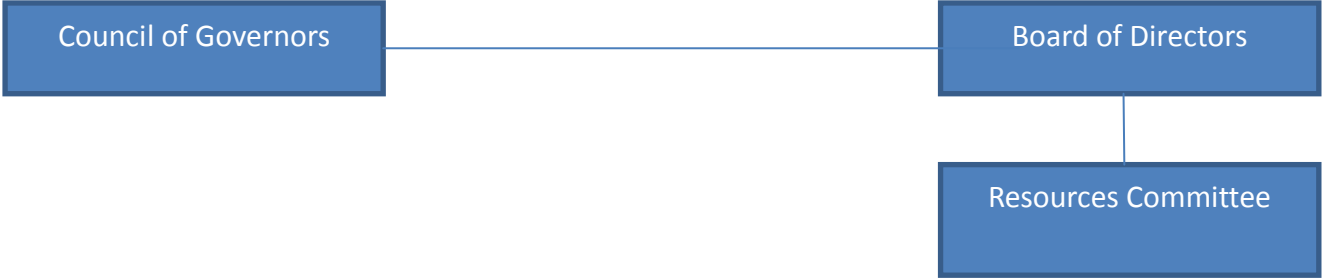 Council of Governors
Board of Directors
Resources Committee